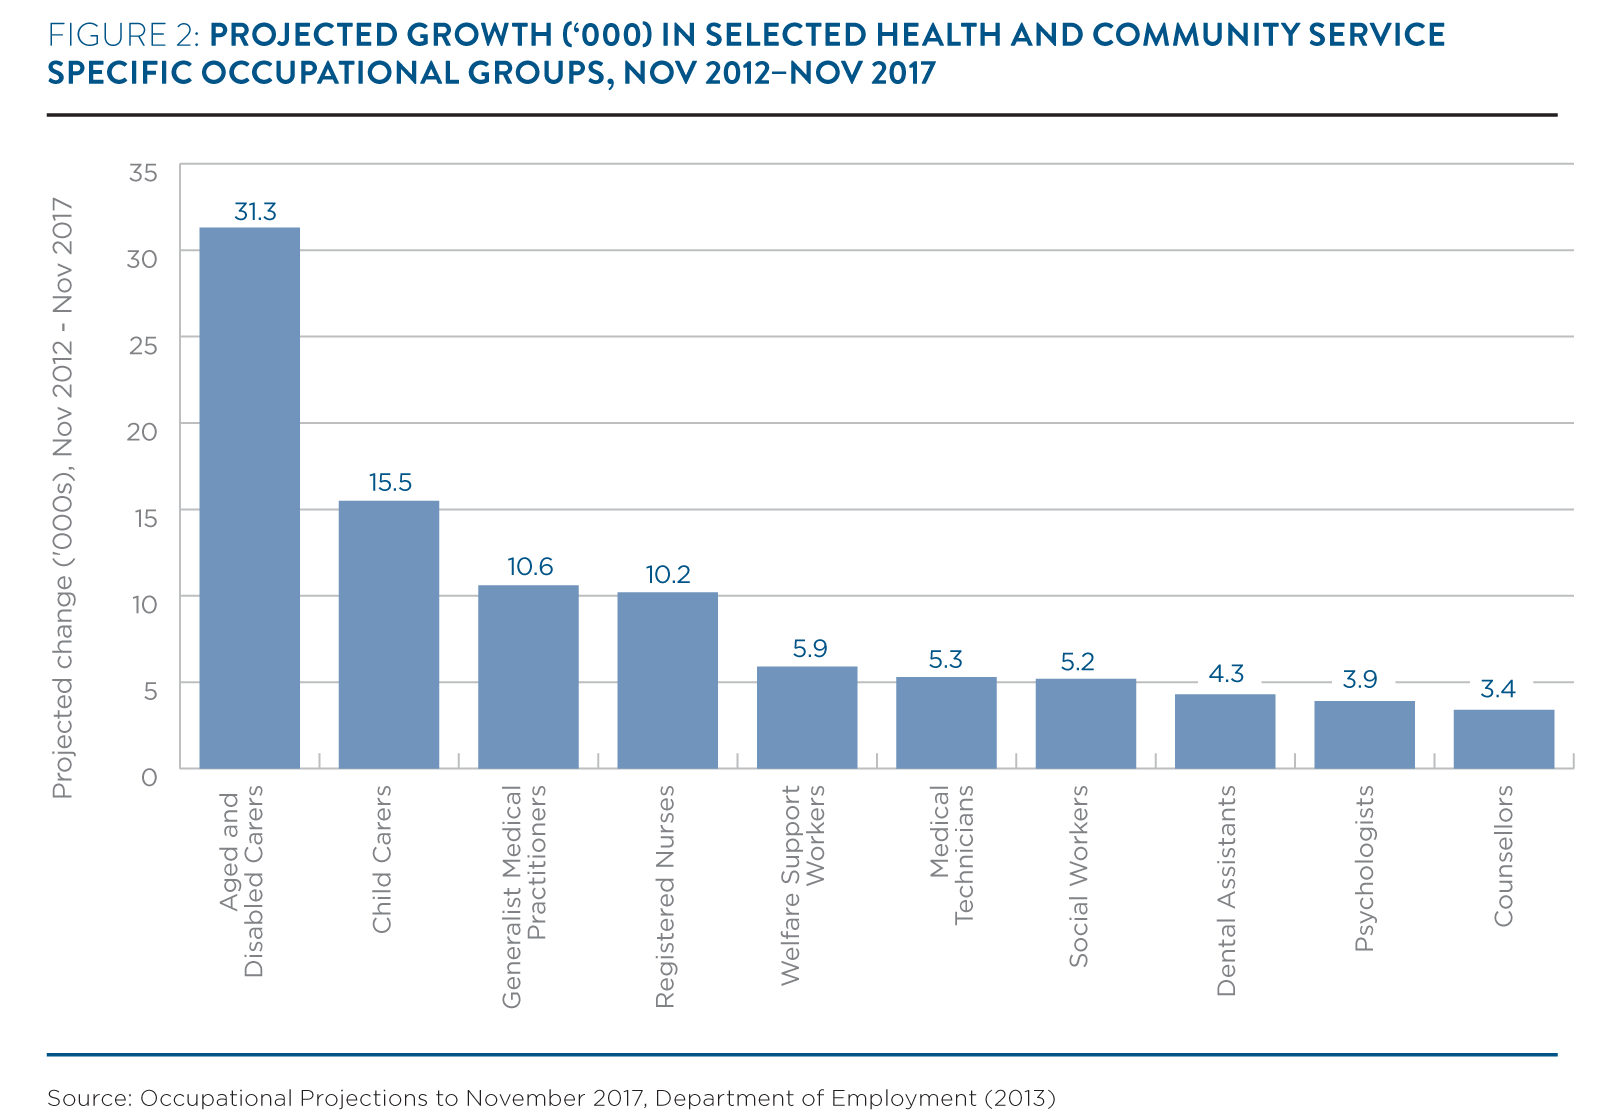 FIGURE 2: PROJECTED GROWTH (‘000) IN SELECTED HEALTH AND COMMUNITY SERVICE
SPECIFIC OCCUPATIONAL GROUPS, NOV 2012–NOV 2017
Projected change ('000s), Nov 2012 - Nov 2017
35
30
25
20
15
10
5
0
31.3
15.5
10.6
10.2
5.9
5.3
5.2
4.3
3.9
3.4
Aged and
Disabled Carers
Child Carers
Generalist Medical
Practitioners
Registered Nurses
Welfare Support
Workers
Medical
Technicians
Social Workers
Dental Assistants
Psychologists
Counsellors
Source: Occupational Projections to November 2017, Department of Employment (2013)